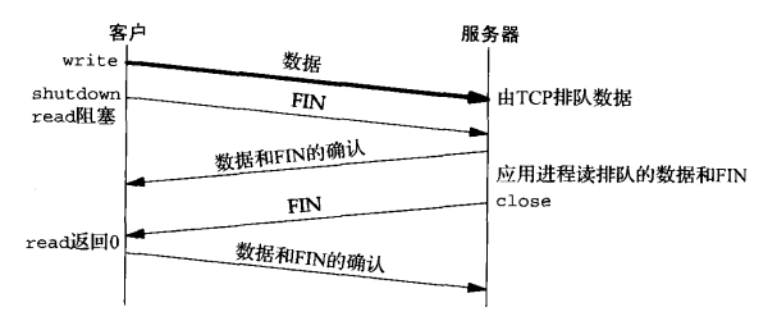 客户
服务器
write
数据
shutdown
FIN
由TCP排队数据
read阻塞
数据和FIN的确认
应用进程读排队的数据和FIN
FIN
close
read返回0
数据和FIN的确认